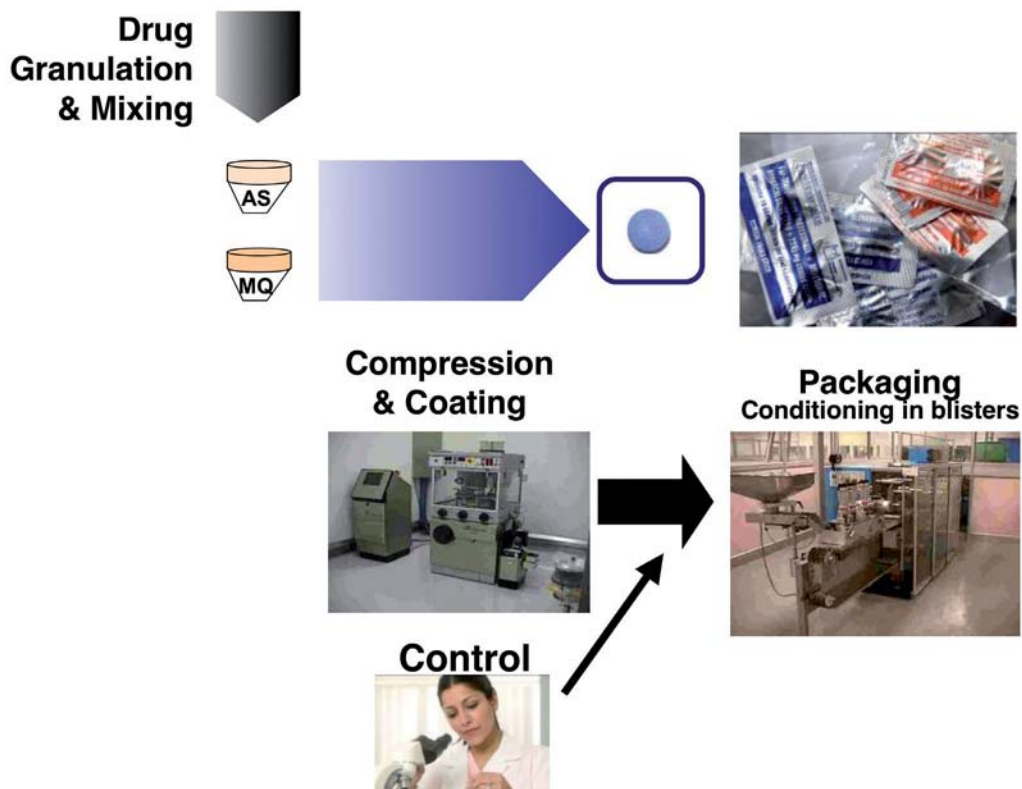 Drug
Granulation
& Mixing
AS
MQ
Compression
& Coating
Packaging
Conditioning in blisters
Control